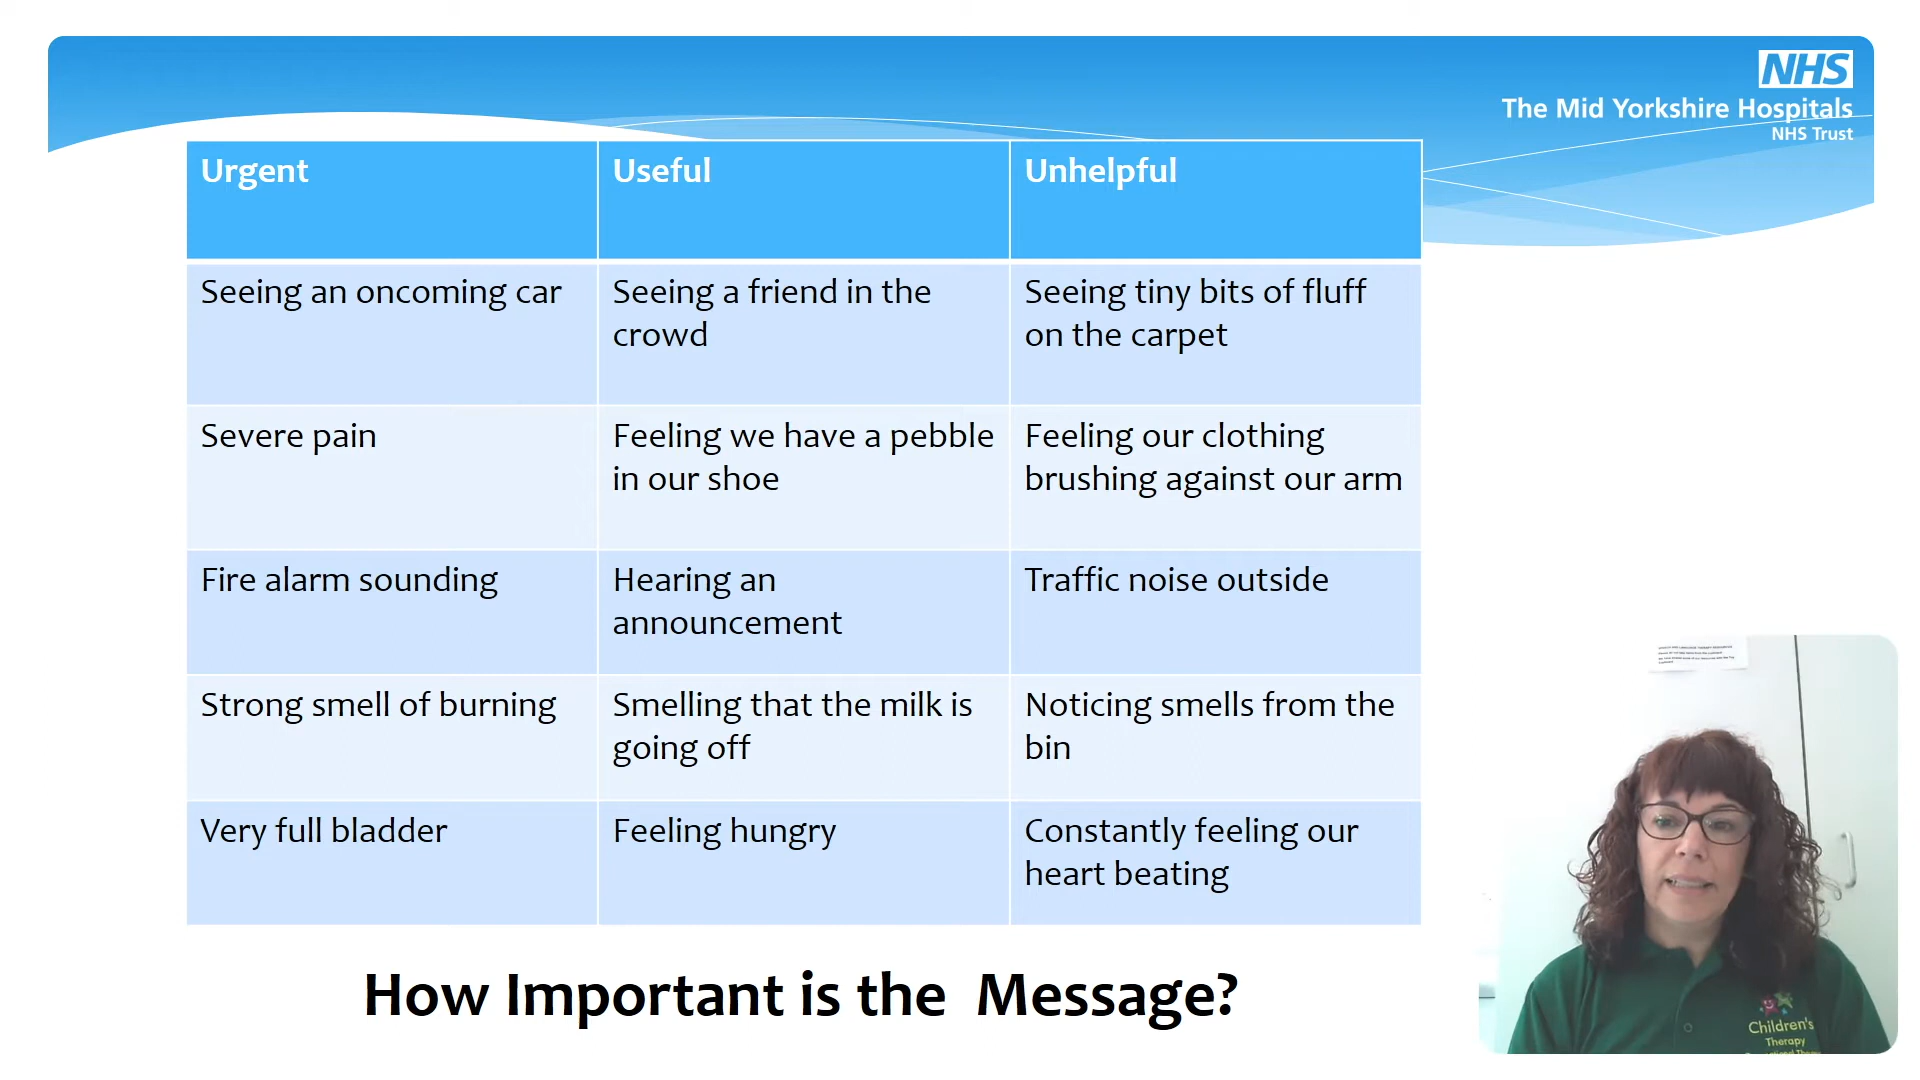 NHS
The Mid Yorkshire Hospitals
NHS Trust
Urgent
Useful
Unhelpful
Seeing an oncoming car
Seeing a friend in the
crowd
Seeing tiny bits of fluff
on the carpet
Severe pain
Feeling we have a pebble
in our shoe
Feeling our clothing
brushing against our arm
Fire alarm sounding
Hearing an
announcement
Traffic noise outside
Strong smell of burning
Smelling that the milk is
going off
Noticing smells from the
bin
Very full bladder
Feeling hungry
Constantly feeling our
heart beating
How Important is the Message?
Children's
Therapy